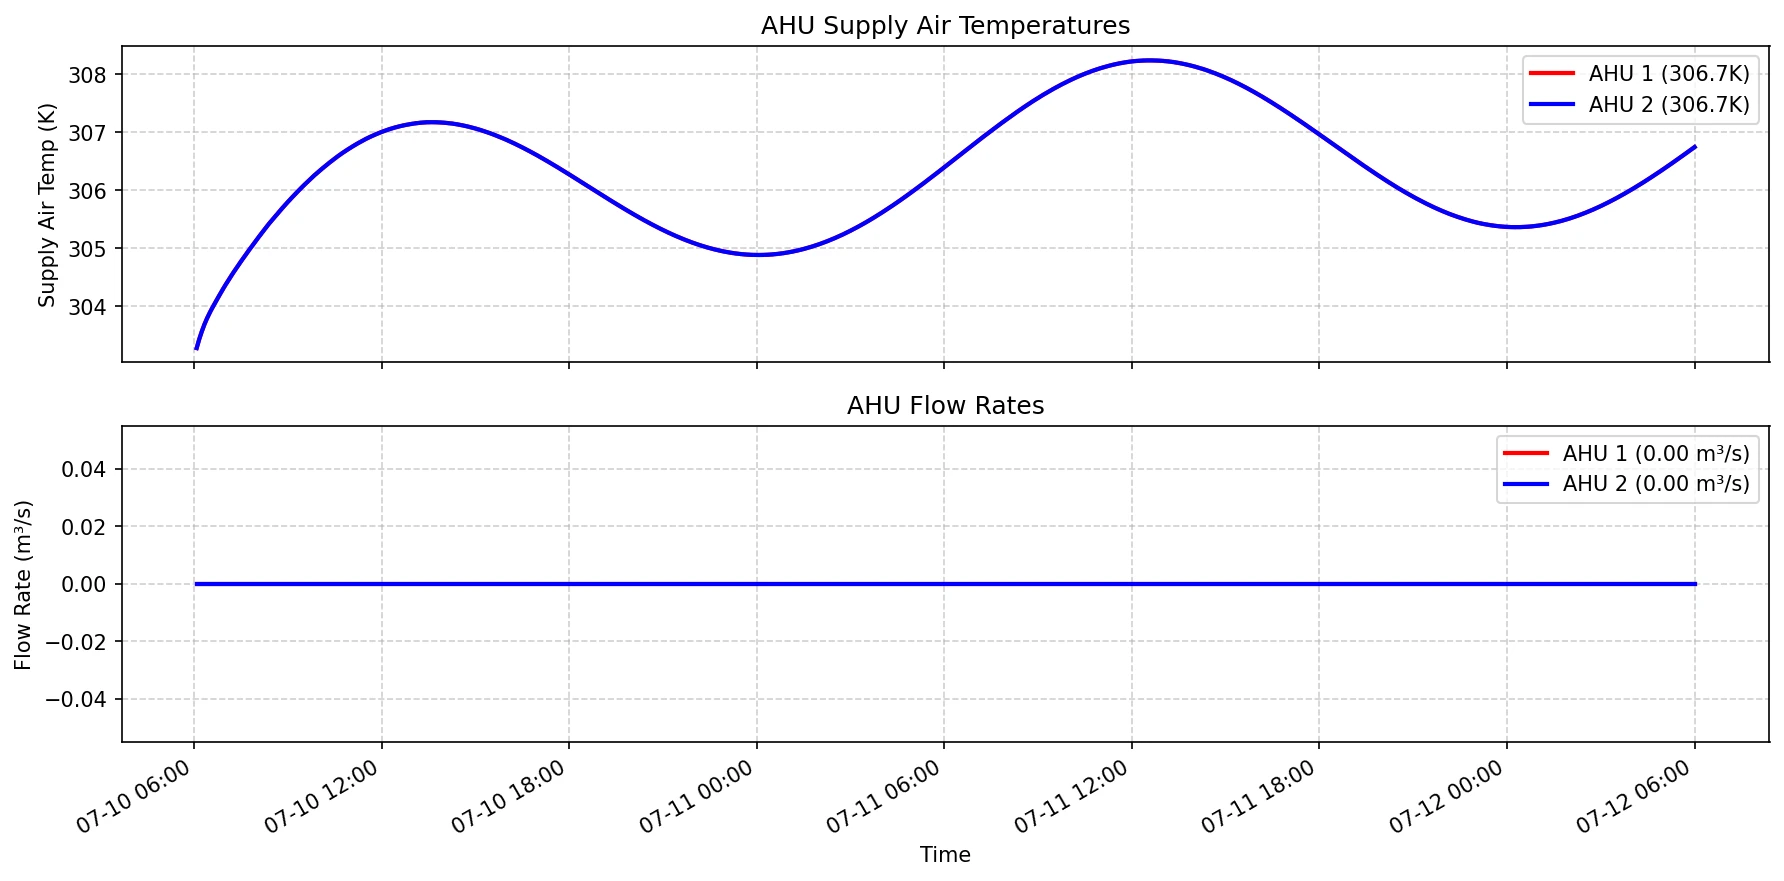 AHU Supply Air Temperatures
Supply Air Temp (K)
308
307
306
305
304
AHU 1 (306.7K)
AHU 2 (306.7K)
AHU Flow Rates
Flow Rate (m³/s)
0.04
0.02
0.00
−0.02
−0.04
AHU 1 (0.00 m³/s)
AHU 2 (0.00 m³/s)
07-10 06:00
07-10 12:00
07-10 18:00
07-11 00:00
07-11 06:00
07-11 12:00
07-11 18:00
07-12 00:00
07-12 06:00
Time